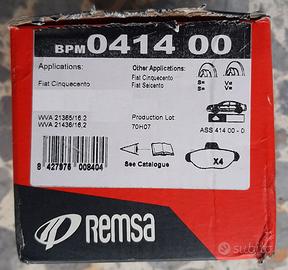 BPM 0414 00
Applications:
Other Applications:
Fiat Cinquecento
Fiat Cinquecento
Fiat Seicento
WVA 21365/16,2
WVA 21436/16,2
Production Lot
70H07
ASS 414 00 - 0
8 427976 008404
See Catalogue
X4
REMSA
subito